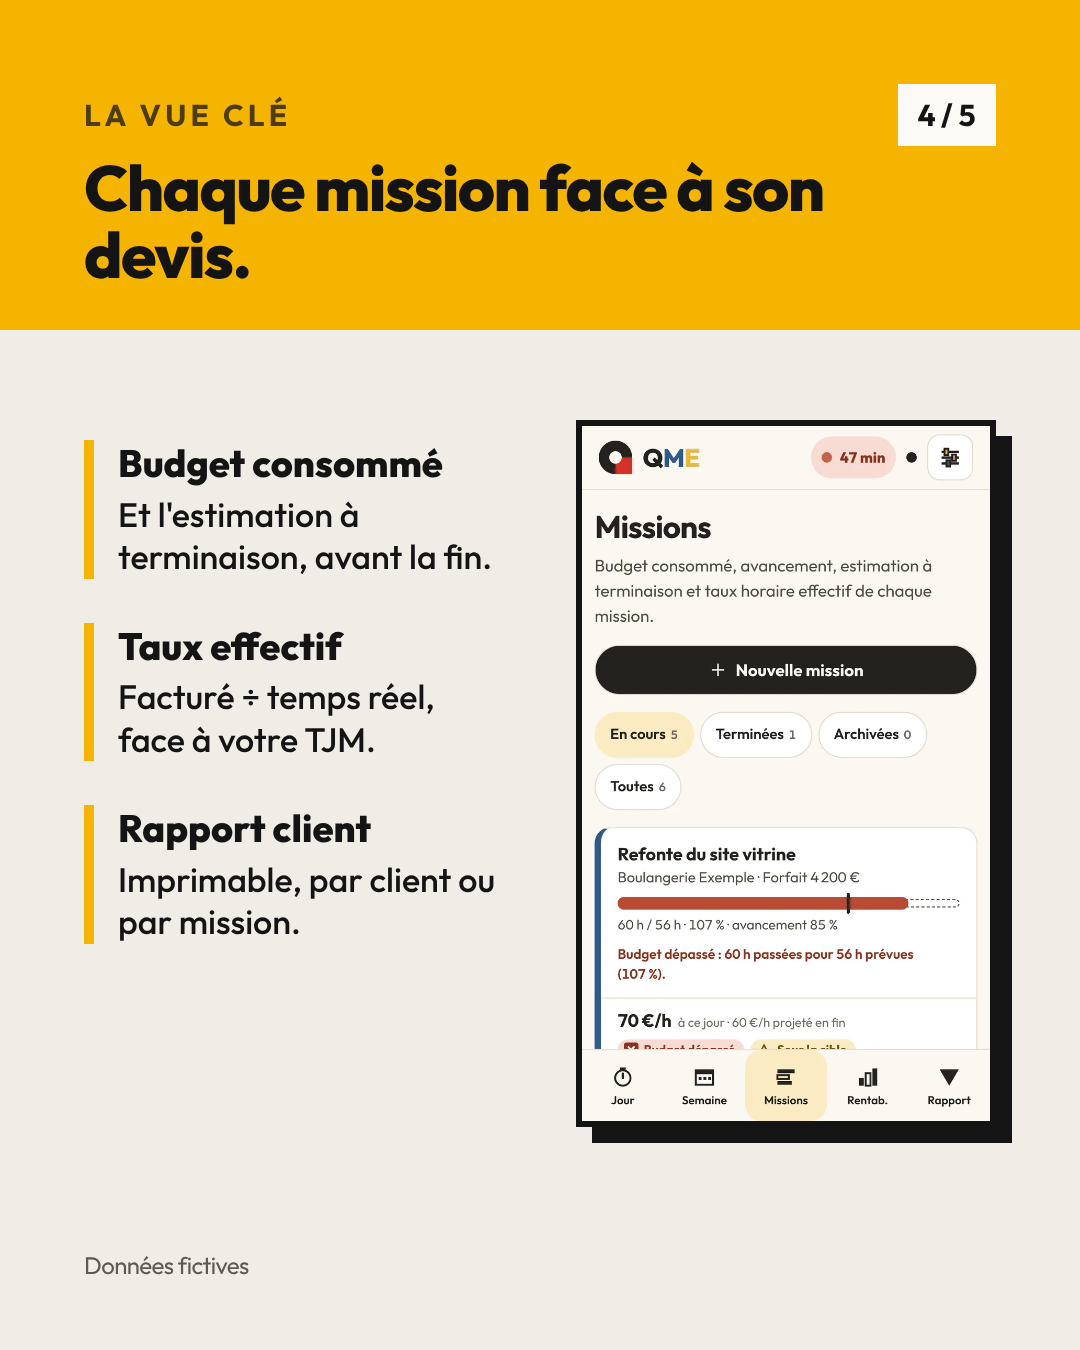 LA VUE CLÉ
4 / 5
Chaque mission face à son
devis.
Budget consommé
Et l'estimation à
terminaison, avant la fin.
Taux effectif
Facturé ÷ temps réel,
face à votre TJM.
Rapport client
Imprimable, par client ou
par mission.
QME
47 min
Missions
Budget consommé, avancement, estimation à
terminaison et taux horaire effectif de chaque
mission.
+ Nouvelle mission
En cours 5
Terminées 1
Archivées 0
Toutes 6
Refonte du site vitrine
Boulangerie Exemple · Forfait 4 200 €
60 h / 56 h · 107 % · avancement 85 %
Budget dépassé : 60 h passées pour 56 h prévues
(107 %).
70 €/h à ce jour · 60 €/h projeté en fin
Budget dépassé
Sous la cible
Jour
Semaine
Missions
Rentab.
Rapport
Données fictives